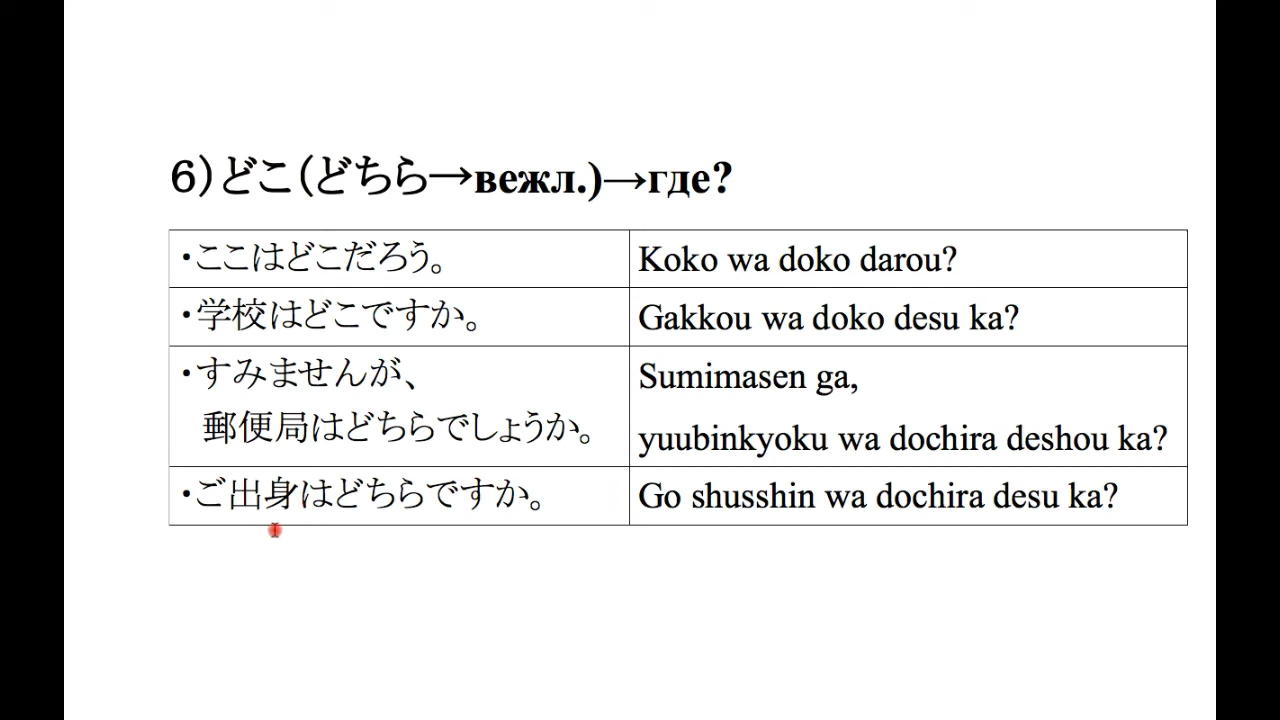 ６）どこ（どちら→вежл.)→где?
・ここはどこだろう。
Koko wa doko darou?
・学校はどこですか。
Gakkou wa doko desu ka?
・すみませんが、
郵便局はどちらでしょうか。
Sumimasen ga,
yuubinkyoku wa dochira deshou ka?
・ご出身はどちらですか。
Go shusshin wa dochira desu ka?